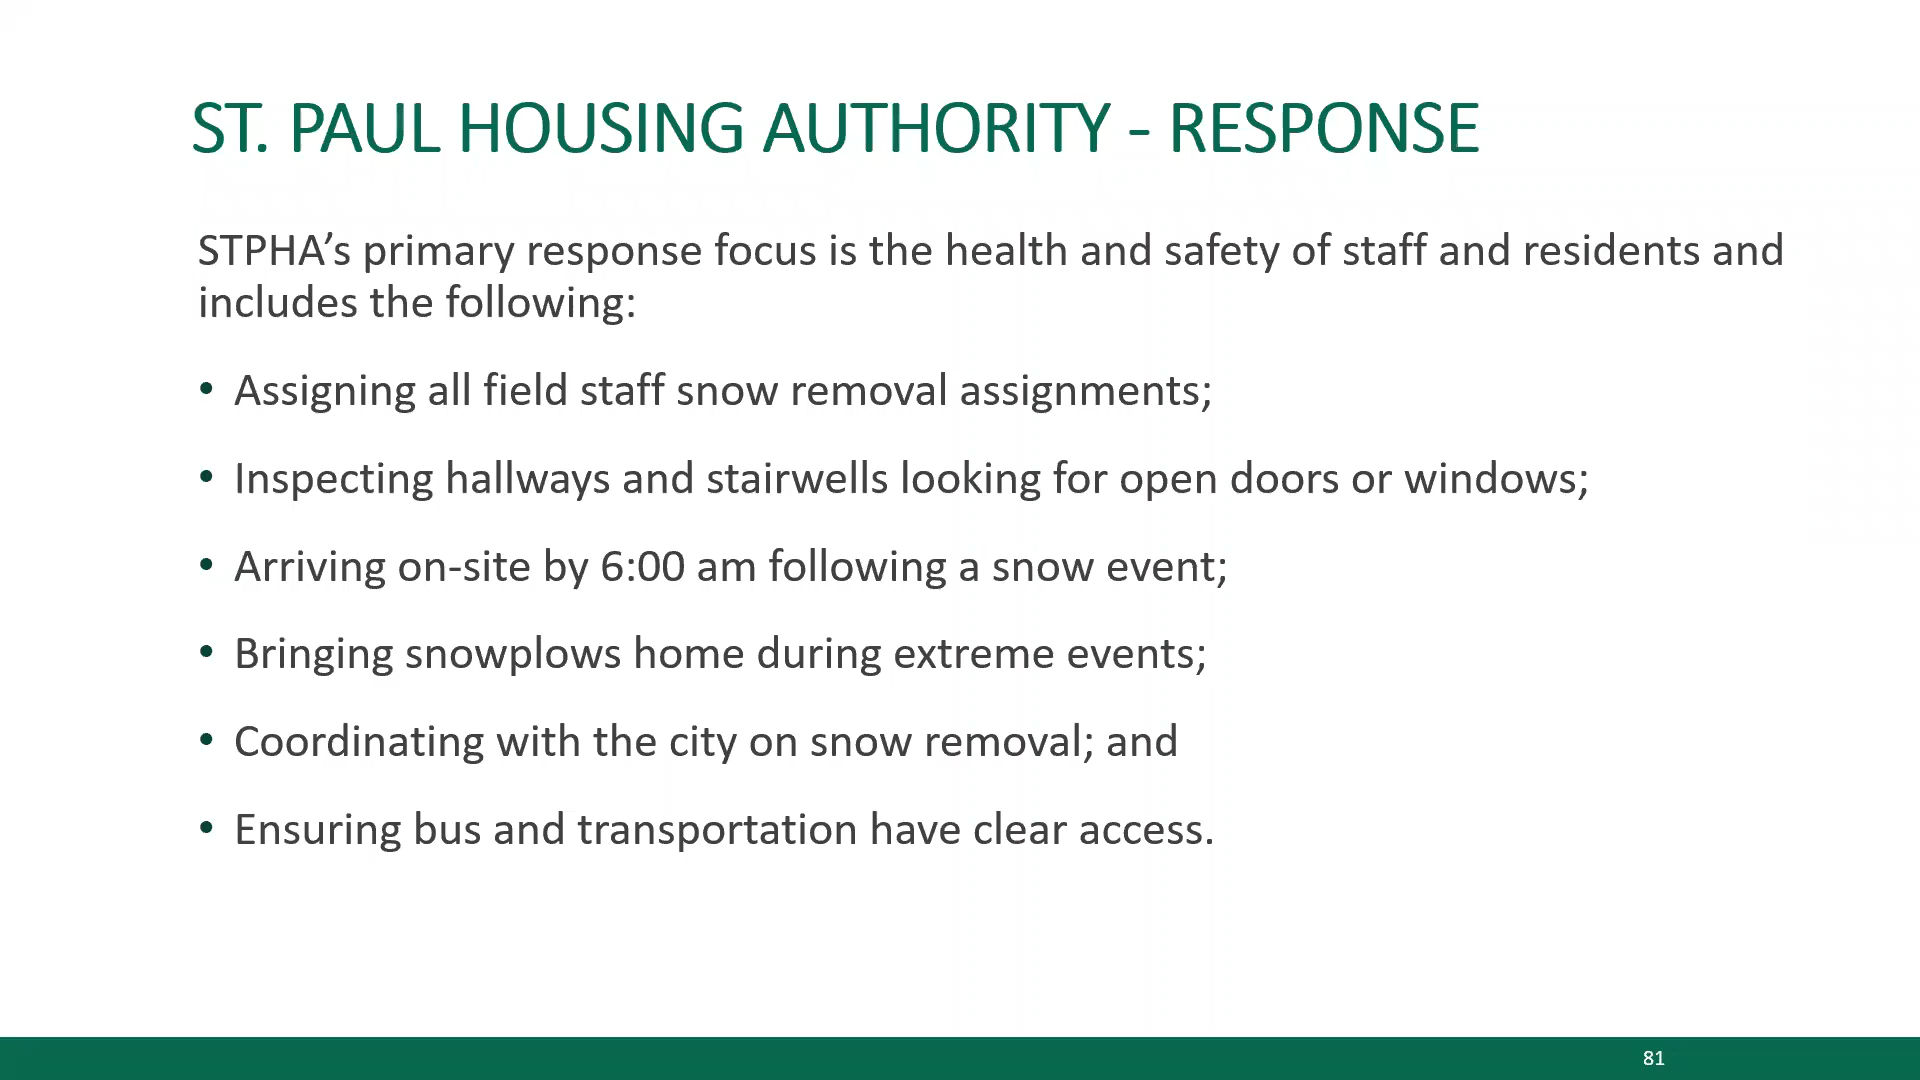 ST. PAUL HOUSING AUTHORITY - RESPONSE
STPHA’s primary response focus is the health and safety of staff and residents and
includes the following:
• Assigning all field staff snow removal assignments;
• Inspecting hallways and stairwells looking for open doors or windows;
• Arriving on-site by 6:00 am following a snow event;
• Bringing snowplows home during extreme events;
• Coordinating with the city on snow removal; and
• Ensuring bus and transportation have clear access.
81